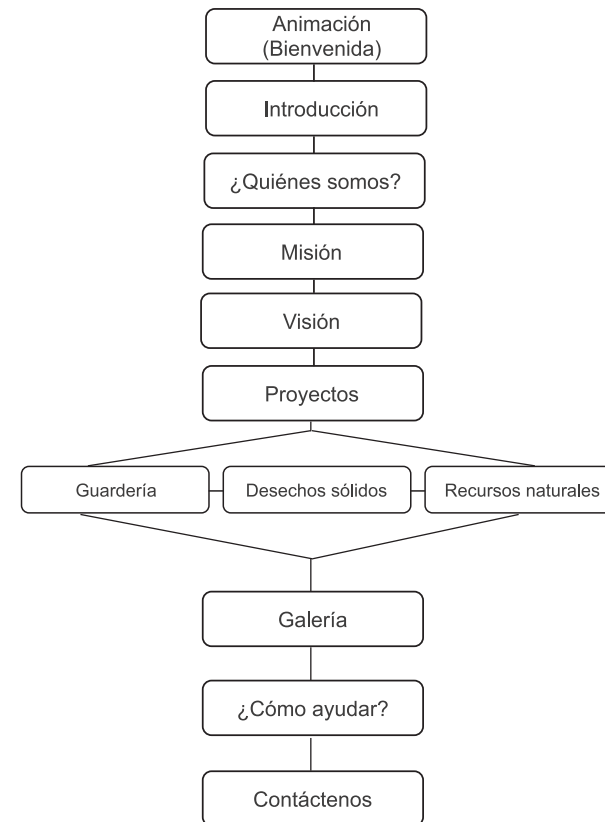 Animación
(Bienvenida)
Introducción
¿Quiénes somos?
Misión
Visión
Proyectos
Guardería
Desechos sólidos
Recursos naturales
Galería
¿Cómo ayudar?
Contáctenos